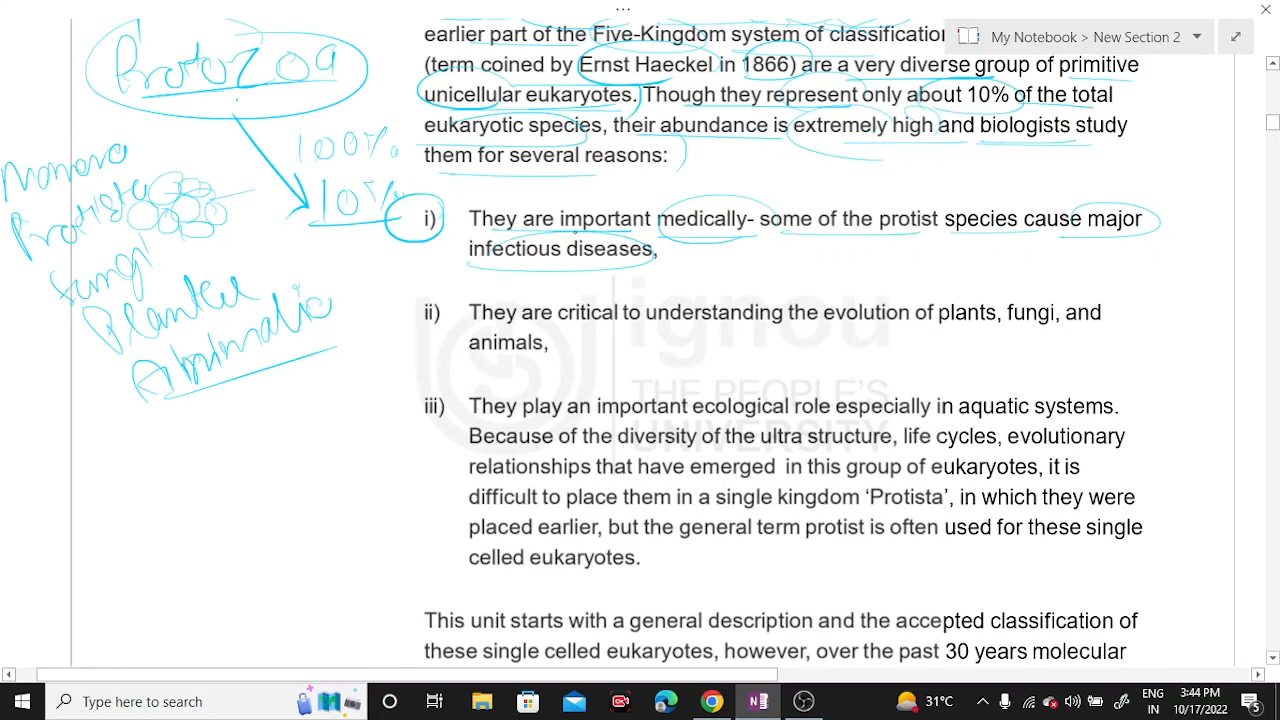 ...
My Notebook > New Section 2
earlier part of the Five-Kingdom system of classification
(term coined by Ernst Haeckel in 1866) are a very diverse group of primitive
unicellular eukaryotes. Though they represent only about 10% of the total
eukaryotic species, their abundance is extremely high and biologists study
them for several reasons:
Protozoa
100%
10%
Monera
Protista
fungi
Plantee
i) They are important medically- some of the protist species cause major
infectious diseases,
ii) They are critical to understanding the evolution of plants, fungi, and
animals,
iii) They play an important ecological role especially in aquatic systems.
Because of the diversity of the ultra structure, life cycles, evolutionary
relationships that have emerged in this group of eukaryotes, it is
difficult to place them in a single kingdom ‘Protista’, in which they were
placed earlier, but the general term protist is often used for these single
celled eukaryotes.
ignou
THE PEOPLE'S
UNIVERSITY
This unit starts with a general description and the accepted classification of
these single celled eukaryotes, however, over the past 30 years molecular
Type here to search
31°C
ENG
IN
3:44 PM
10/17/2022
5